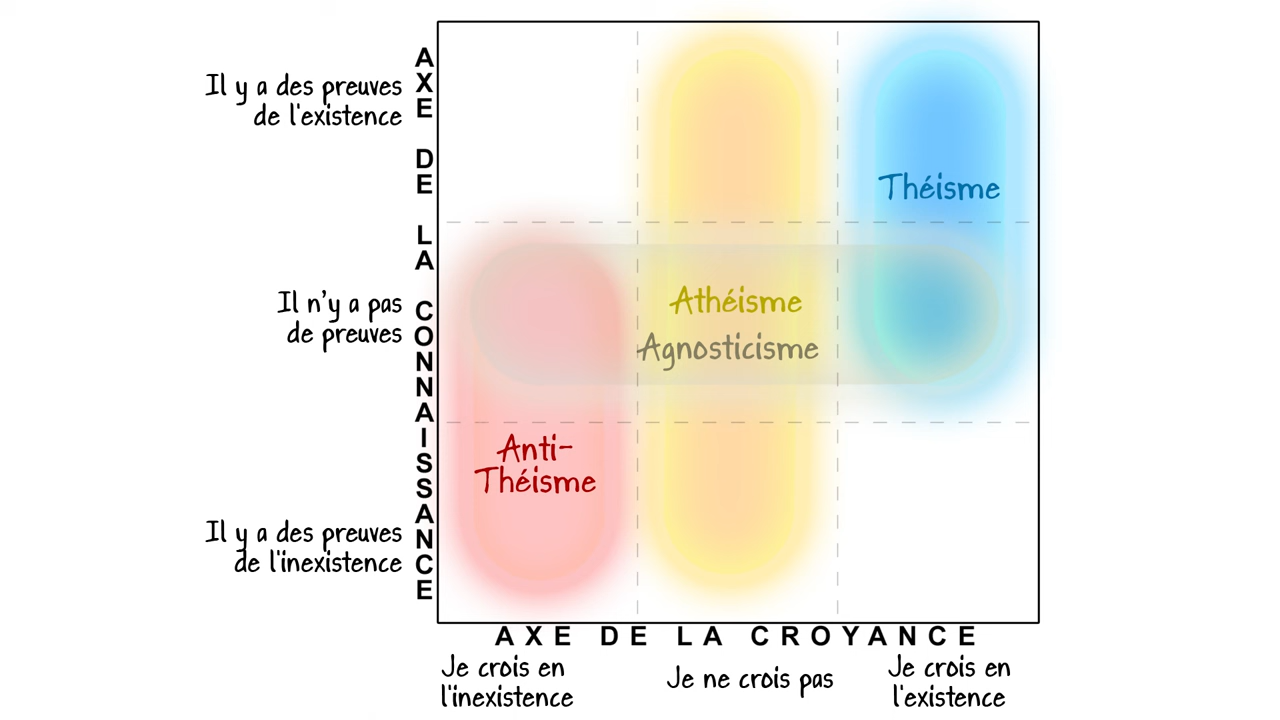 AXE DE LA CONNAISSANCE
Il y a des preuves
de l'existence
Théisme
Il n'y a pas
de preuves
Athéisme
Agnosticisme
Anti-
Théisme
Il y a des preuves
de l'inexistence
AXE DE LA CROYANCE
Je crois en
l'inexistence
Je ne crois pas
Je crois en
l'existence